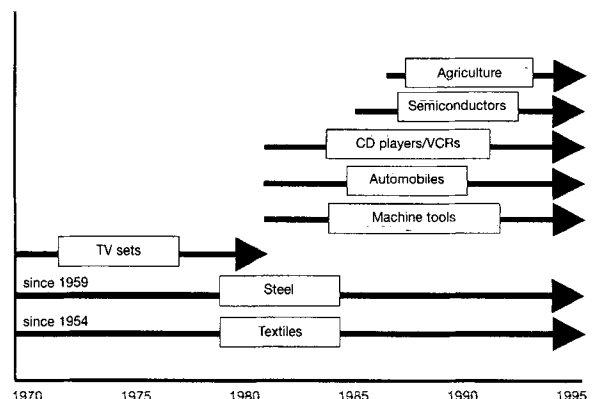 Agriculture
Semiconductors
CD players/VCRs
Automobiles
Machine tools
TV sets
since 1959
Steel
since 1954
Textiles
1970 1975 1980 1985 1990 1995